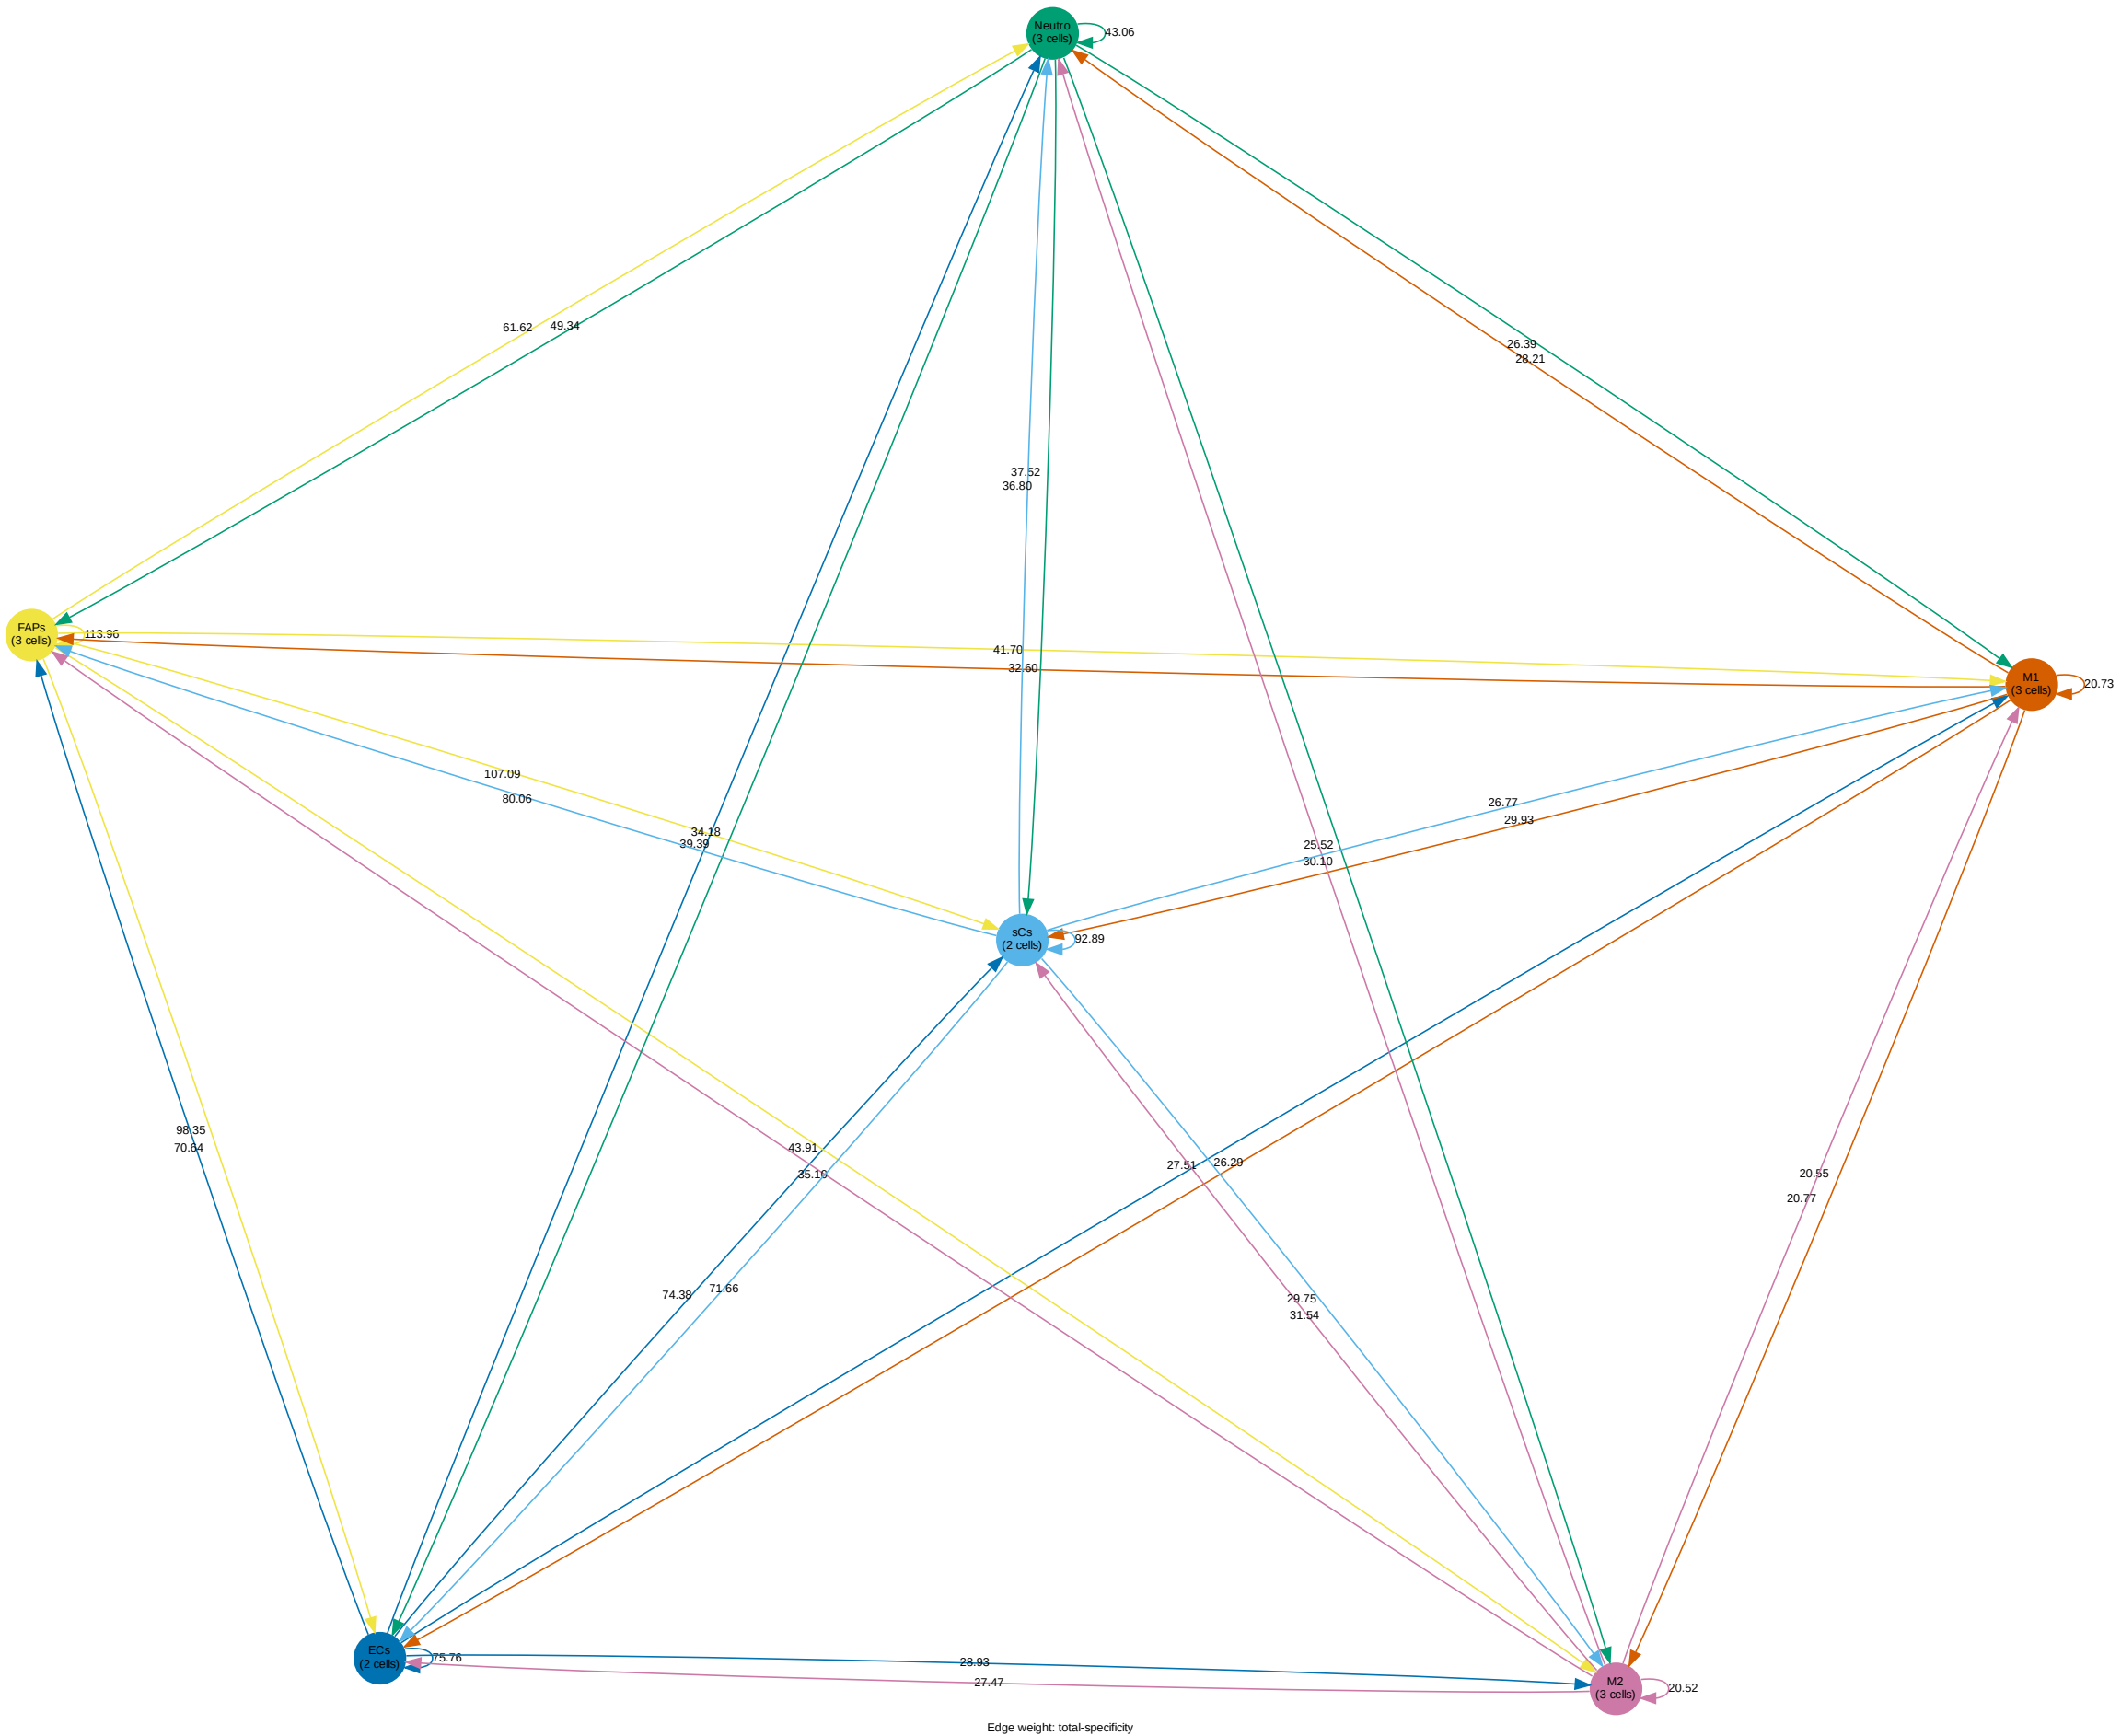 Neutro
(3 cells)
43.06
61.62
49.34
26.39
28.21
37.52
36.80
FAPs
(3 cells)
113.96
41.70
32.60
M1
(3 cells)
20.73
107.09
80.06
26.77
29.93
34.18
39.39
25.52
30.10
sCs
(2 cells)
92.89
98.35
70.64
43.91
35.10
27.51
26.29
20.55
20.77
74.38
71.66
29.75
31.54
ECs
(2 cells)
75.76
28.93
27.47
M2
(3 cells)
20.52
Edge weight: total-specificity